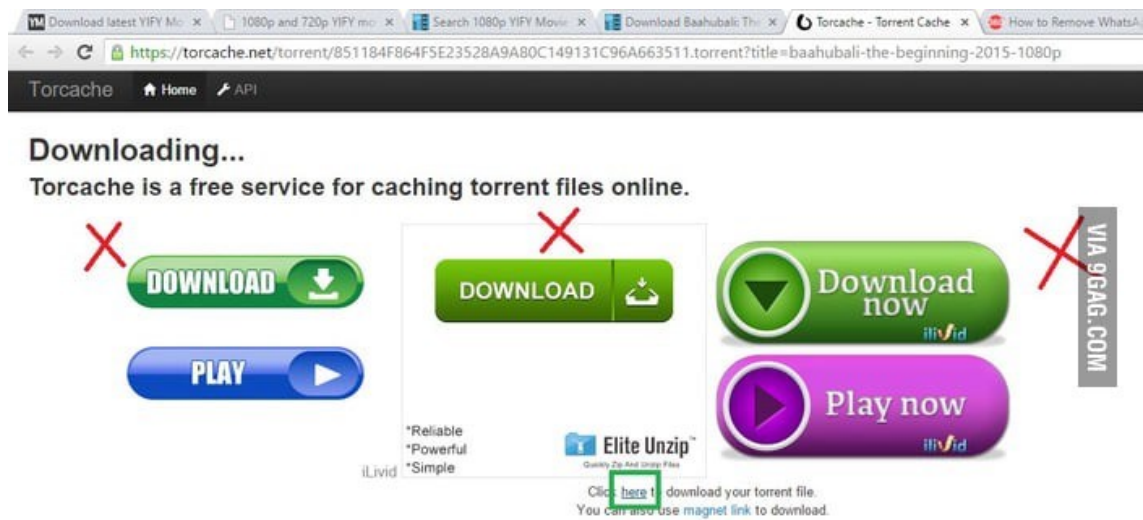 Download latest YIFY Mo
1080p and 720p YIFY mo
Search 1080p YIFY Movie
Download Baahubali: The
Torcache - Torrent Cache
How to Remove WhatsA
https://torcache.net/torrent/851184F864F5E23528A9A80C149131C96A663511.torrent?title=baahubali-the-beginning-2015-1080p
Torcache Home API
Downloading...
Torcache is a free service for caching torrent files online.
DOWNLOAD
PLAY
iLivid
DOWNLOAD
*Reliable
*Powerful
*Simple
Elite Unzip™
Quickly Zip And Unzip Files
Download
now
iLivid
Play now
iLivid
Click here to download your torrent file.
You can also use magnet link to download.
VIA 9GAG.COM